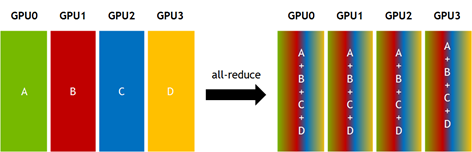 GPU0 GPU1 GPU2 GPU3
A B C D
all-reduce
GPU0 GPU1 GPU2 GPU3
A+B+C+D A+B+C+D A+B+C+D A+B+C+D